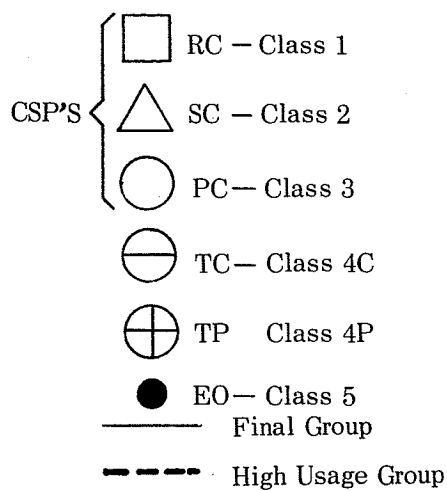 RC — Class 1
CSP'S
SC — Class 2
PC — Class 3
TC — Class 4C
TP Class 4P
EO — Class 5
Final Group
High Usage Group